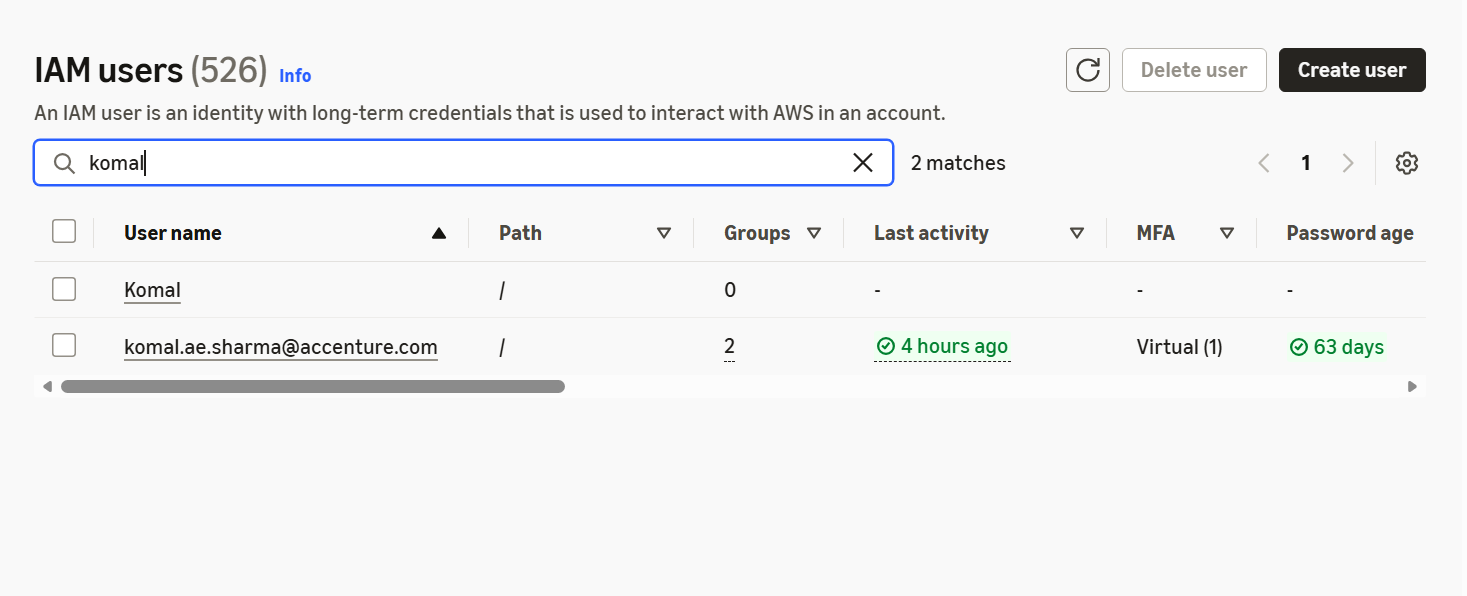 IAM users (526) Info
Delete user
Create user
An IAM user is an identity with long-term credentials that is used to interact with AWS in an account.
komal
2 matches
1
User name Path Groups Last activity MFA Password age
Komal / 0 - - -
komal.ae.sharma@accenture.com / 2 4 hours ago Virtual (1) 63 days